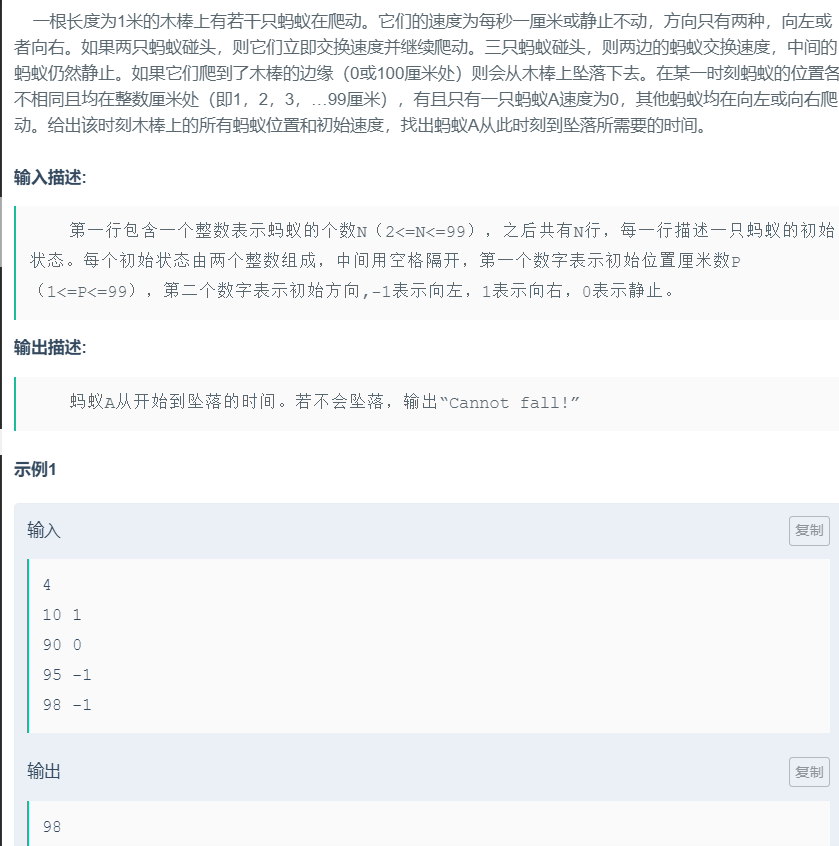 一根长度为1米的木棒上有若干只蚂蚁在爬动。它们的速度为每秒一厘米或静止不动，方向只有两种，向左或
者向右。如果两只蚂蚁碰头，则它们立即交换速度并继续爬动。三只蚂蚁碰头，则两边的蚂蚁交换速度，中间的
蚂蚁仍然静止。如果它们爬到了木棒的边缘（0或100厘米处）则会从木棒上坠落下去。在某一时刻蚂蚁的位置各
不相同且均在整数厘米处（即1，2，3，…99厘米），有且只有一只蚂蚁A速度为0，其他蚂蚁均在向左或向右爬
动。给出该时刻木棒上的所有蚂蚁位置和初始速度，找出蚂蚁A从此时刻到坠落所需要的时间。
输入描述:
第一行包含一个整数表示蚂蚁的个数N（2<=N<=99），之后共有N行，每一行描述一只蚂蚁的初始
状态。每个初始状态由两个整数组成，中间用空格隔开，第一个数字表示初始位置厘米数P
（1<=P<=99），第二个数字表示初始方向,-1表示向左，1表示向右，0表示静止。
输出描述:
蚂蚁A从开始到坠落的时间。若不会坠落，输出“Cannot fall!”
示例1
输入
复制
4
10 1
90 0
95 -1
98 -1
输出
复制
98